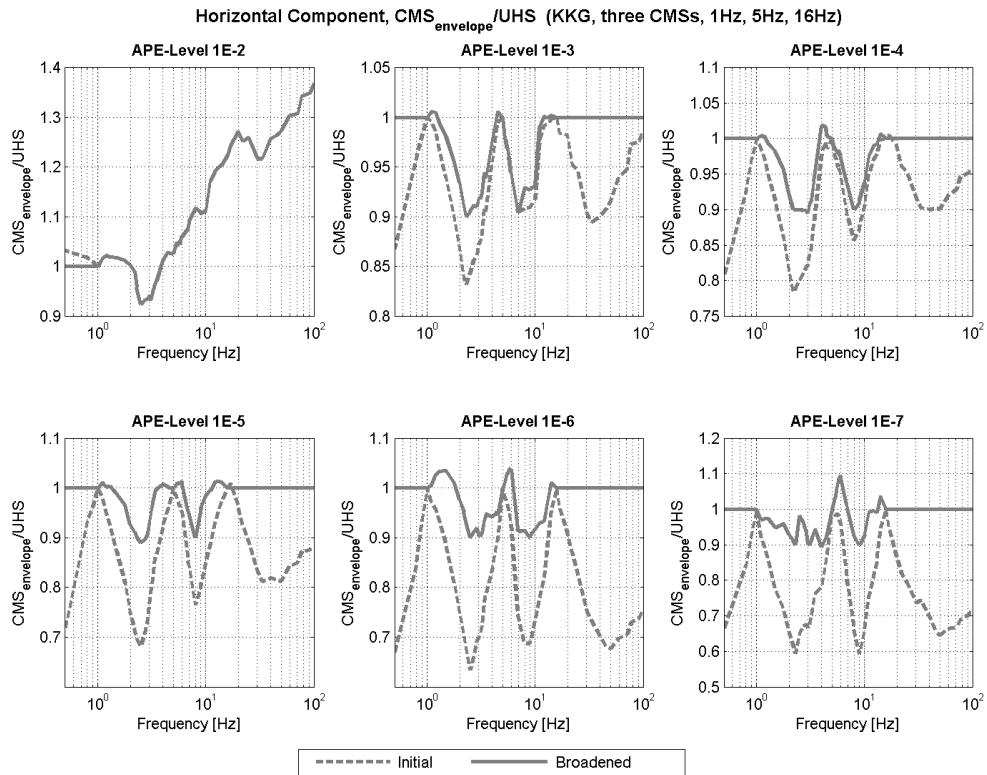 Horizontal Component, CMSenvelope/UHS (KKG, three CMSs, 1Hz, 5Hz, 16Hz)
APE-Level 1E-2
CMSenvelope/UHS
1.4
1.3
1.2
1.1
1
0.9
10^0
10^1
10^2
Frequency [Hz]
APE-Level 1E-3
CMSenvelope/UHS
1.05
1
0.95
0.9
0.85
0.8
10^0
10^1
10^2
Frequency [Hz]
APE-Level 1E-4
CMSenvelope/UHS
1.1
1.05
1
0.95
0.9
0.85
0.8
0.75
10^0
10^1
10^2
Frequency [Hz]
APE-Level 1E-5
CMSenvelope/UHS
1.1
1
0.9
0.8
0.7
10^0
10^1
10^2
Frequency [Hz]
APE-Level 1E-6
CMSenvelope/UHS
1.1
1
0.9
0.8
0.7
10^0
10^1
10^2
Frequency [Hz]
APE-Level 1E-7
CMSenvelope/UHS
1.2
1.1
1
0.9
0.8
0.7
0.6
0.5
10^0
10^1
10^2
Frequency [Hz]
Initial
Broadened